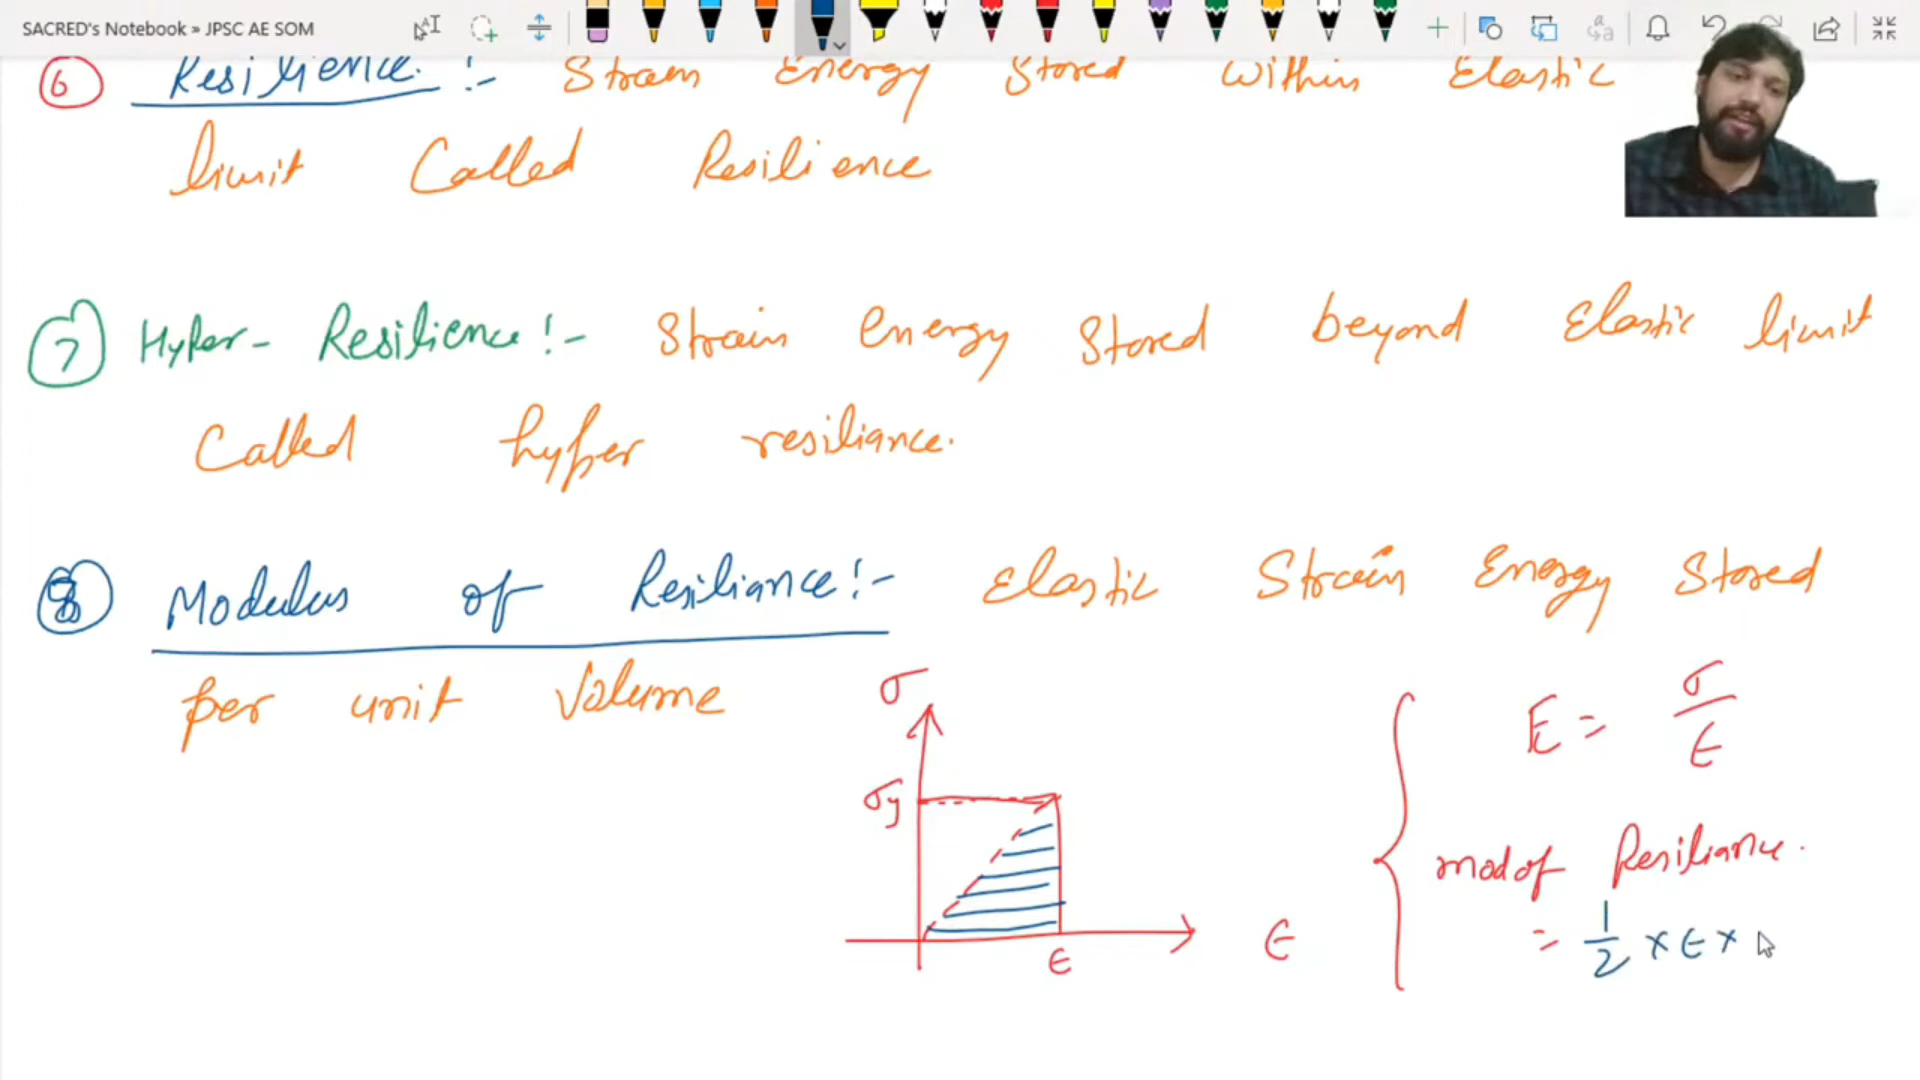 SACRED's Notebook » JPSC AE SOM
6 Resilience :- Strain Energy Stored within Elastic
limit Called Resilience
7 Hyper-Resilience :- Strain Energy Stored beyond Elastic limit
Called hyper resiliance.
8 Modulus of Resiliance :- Elastic Strain Energy Stored
per unit Volume
σ
σy
ϵ
ϵ
E = σ/ϵ
mod of Resiliance.
= 1/2 × ϵ ×